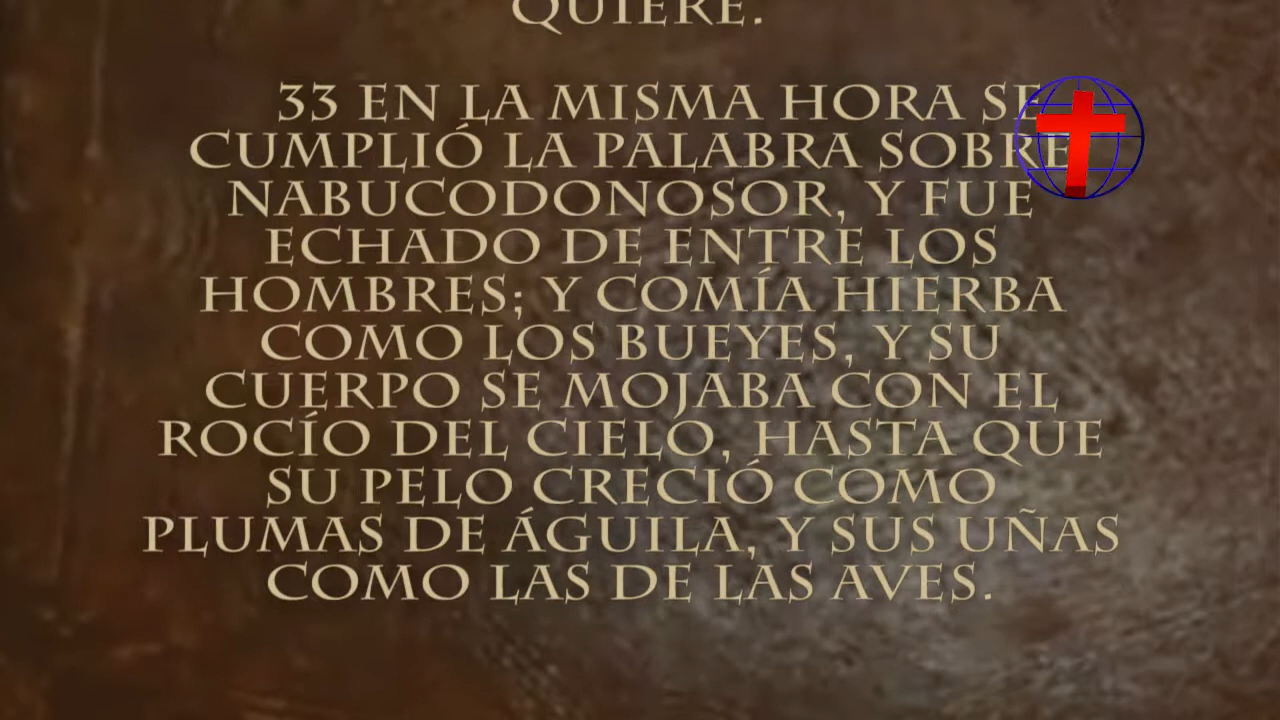 QUIERE.
33 EN LA MISMA HORA SE
CUMPLIÓ LA PALABRA SOBRE
NABUCODONOSOR, Y FUE
ECHADO DE ENTRE LOS
HOMBRES; Y COMÍA HIERBA
COMO LOS BUEYES, Y SU
CUERPO SE MOJABA CON EL
ROCÍO DEL CIELO, HASTA QUE
SU PELO CRECIÓ COMO
PLUMAS DE ÁGUILA, Y SUS UÑAS
COMO LAS DE LAS AVES.